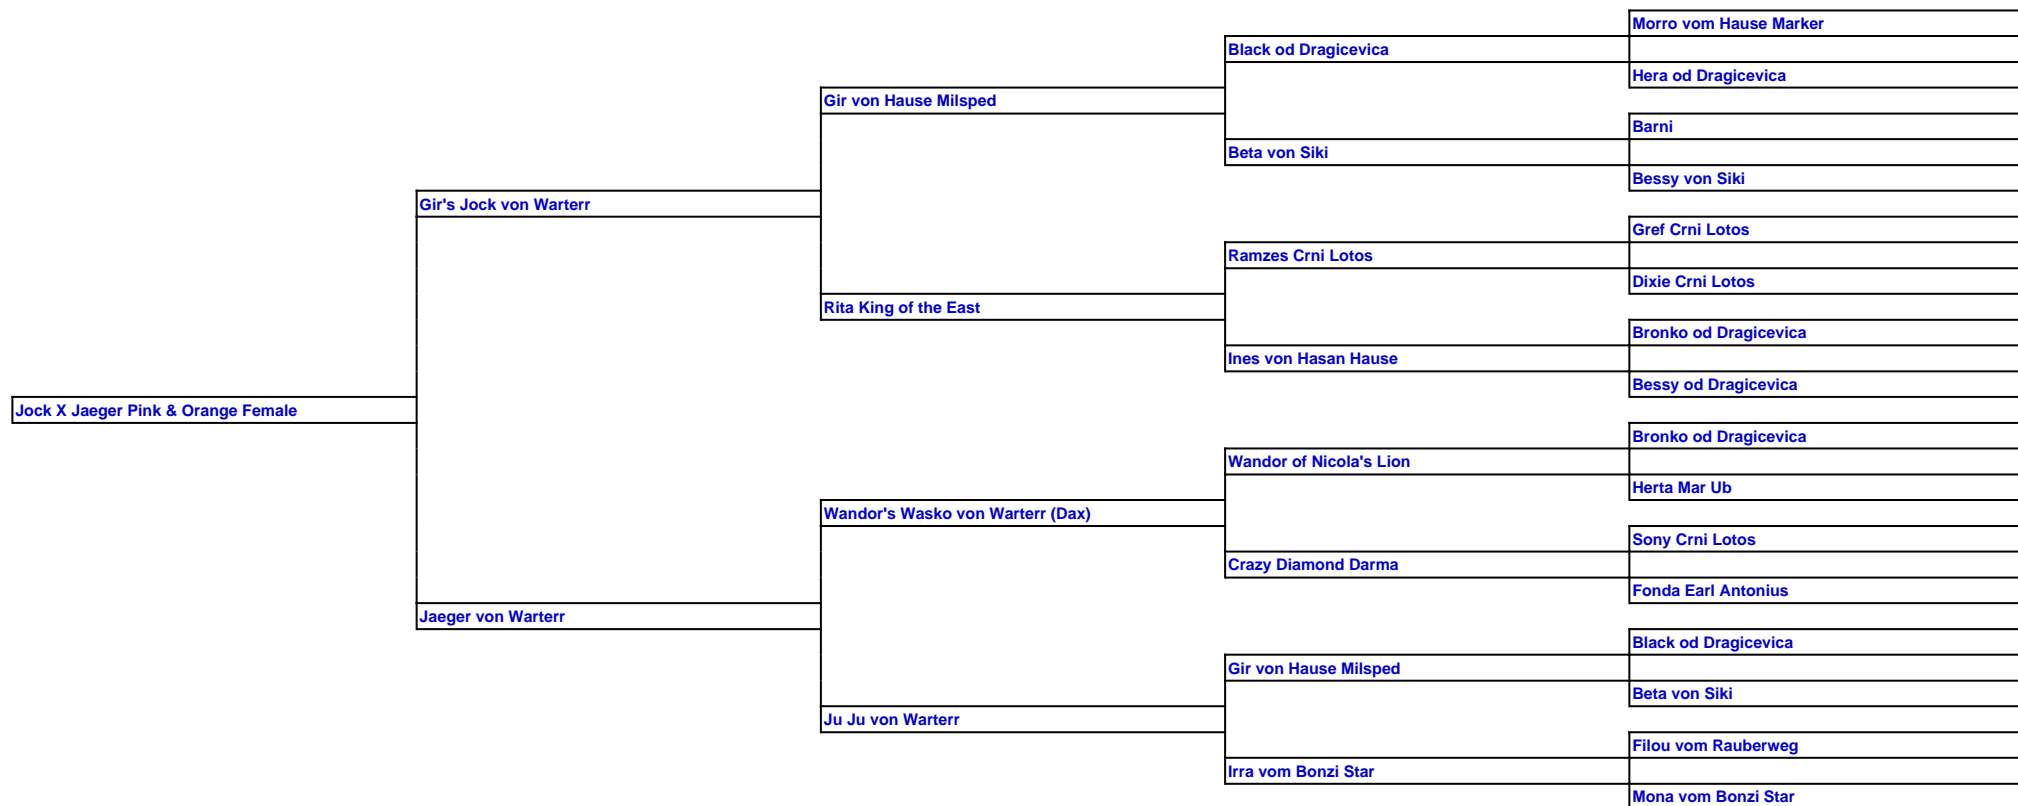 Morro vom Hause Marker
Black od Dragicevica
Hera od Dragicevica
Gir von Hause Milsped
Barni
Beta von Siki
Bessy von Siki
Gir's Jock von Warterr
Gref Crni Lotos
Ramzes Crni Lotos
Dixie Crni Lotos
Rita King of the East
Bronko od Dragicevica
Ines von Hasan Hause
Bessy od Dragicevica
Jock X Jaeger Pink & Orange Female
Bronko od Dragicevica
Wandor of Nicola's Lion
Herta Mar Ub
Wandor's Wasko von Warterr (Dax)
Sony Crni Lotos
Crazy Diamond Darma
Fonda Earl Antonius
Jaeger von Warterr
Black od Dragicevica
Gir von Hause Milsped
Beta von Siki
Ju Ju von Warterr
Filou vom Rauberweg
Irra vom Bonzi Star
Mona vom Bonzi Star